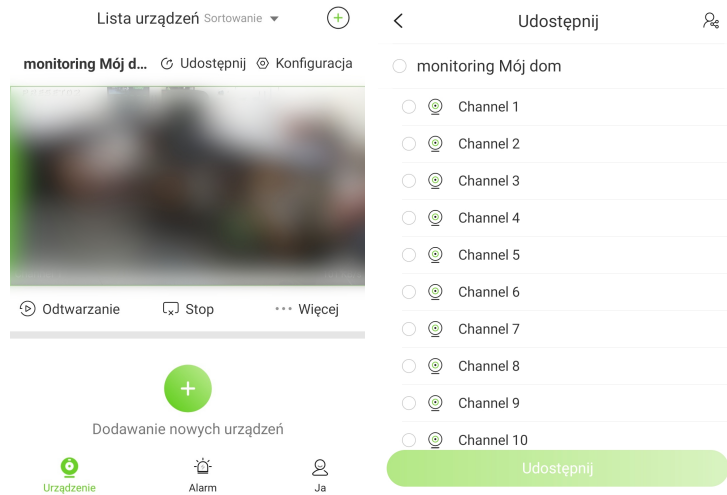 Lista urządzeń Sortowanie
monitoring Mój d... Udostępnij Konfiguracja
Odtwarzanie Stop Więcej
Dodawanie nowych urządzeń
Urządzenie Alarm Ja
Udostępnij
monitoring Mój dom
Channel 1
Channel 2
Channel 3
Channel 4
Channel 5
Channel 6
Channel 7
Channel 8
Channel 9
Channel 10
Udostępnij